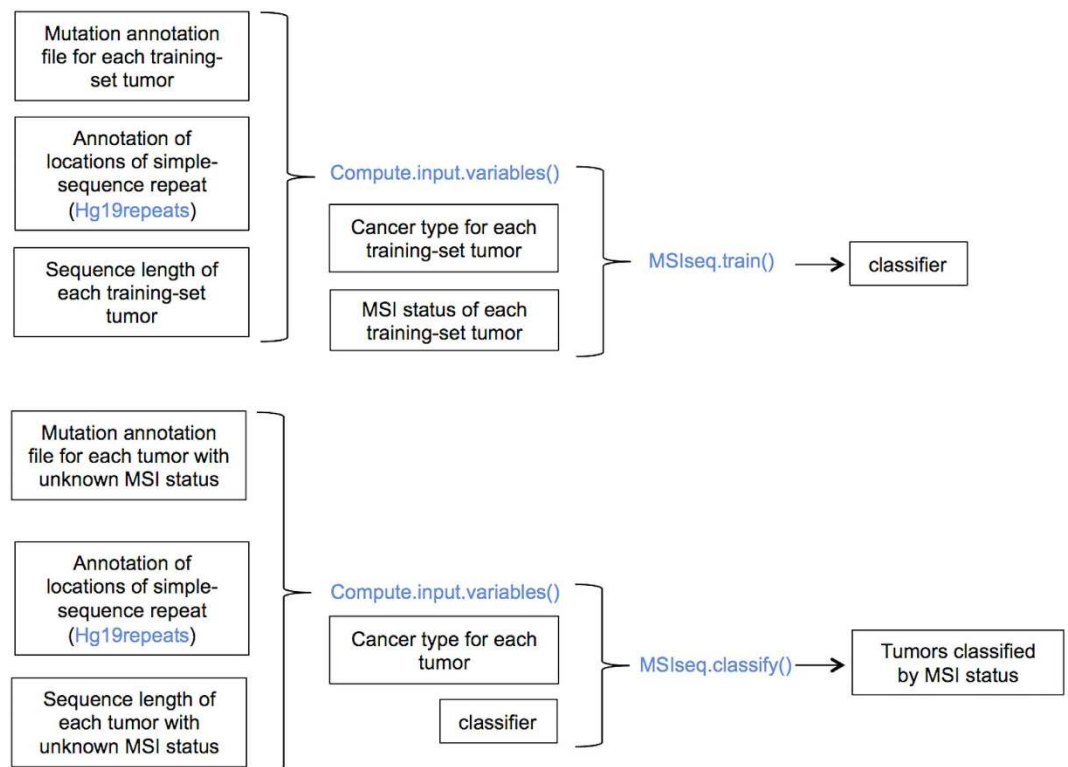 Mutation annotation
file for each training-
set tumor
Annotation of
locations of simple-
sequence repeat
(Hg19repeats)
Sequence length of
each training-set
tumor
Compute.input.variables()
Cancer type for each
training-set tumor
MSI status of each
training-set tumor
MSIseq.train()
classifier
Mutation annotation
file for each tumor with
unknown MSI status
Annotation of
locations of simple-
sequence repeat
(Hg19repeats)
Sequence length of
each tumor with
unknown MSI status
Compute.input.variables()
Cancer type for each
tumor
classifier
MSIseq.classify()
Tumors classified
by MSI status